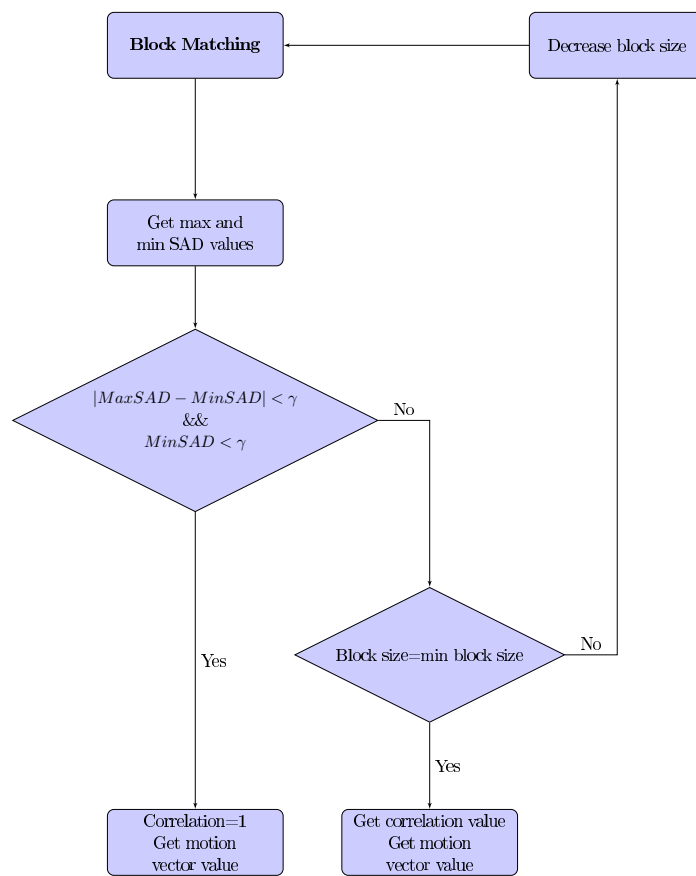 Block Matching
Decrease block size
Get max and
min SAD values
|MaxSAD − MinSAD| < γ
&&
MinSAD < γ
No
Block size=min block size
No
Yes
Yes
Correlation=1
Get motion
vector value
Get correlation value
Get motion
vector value